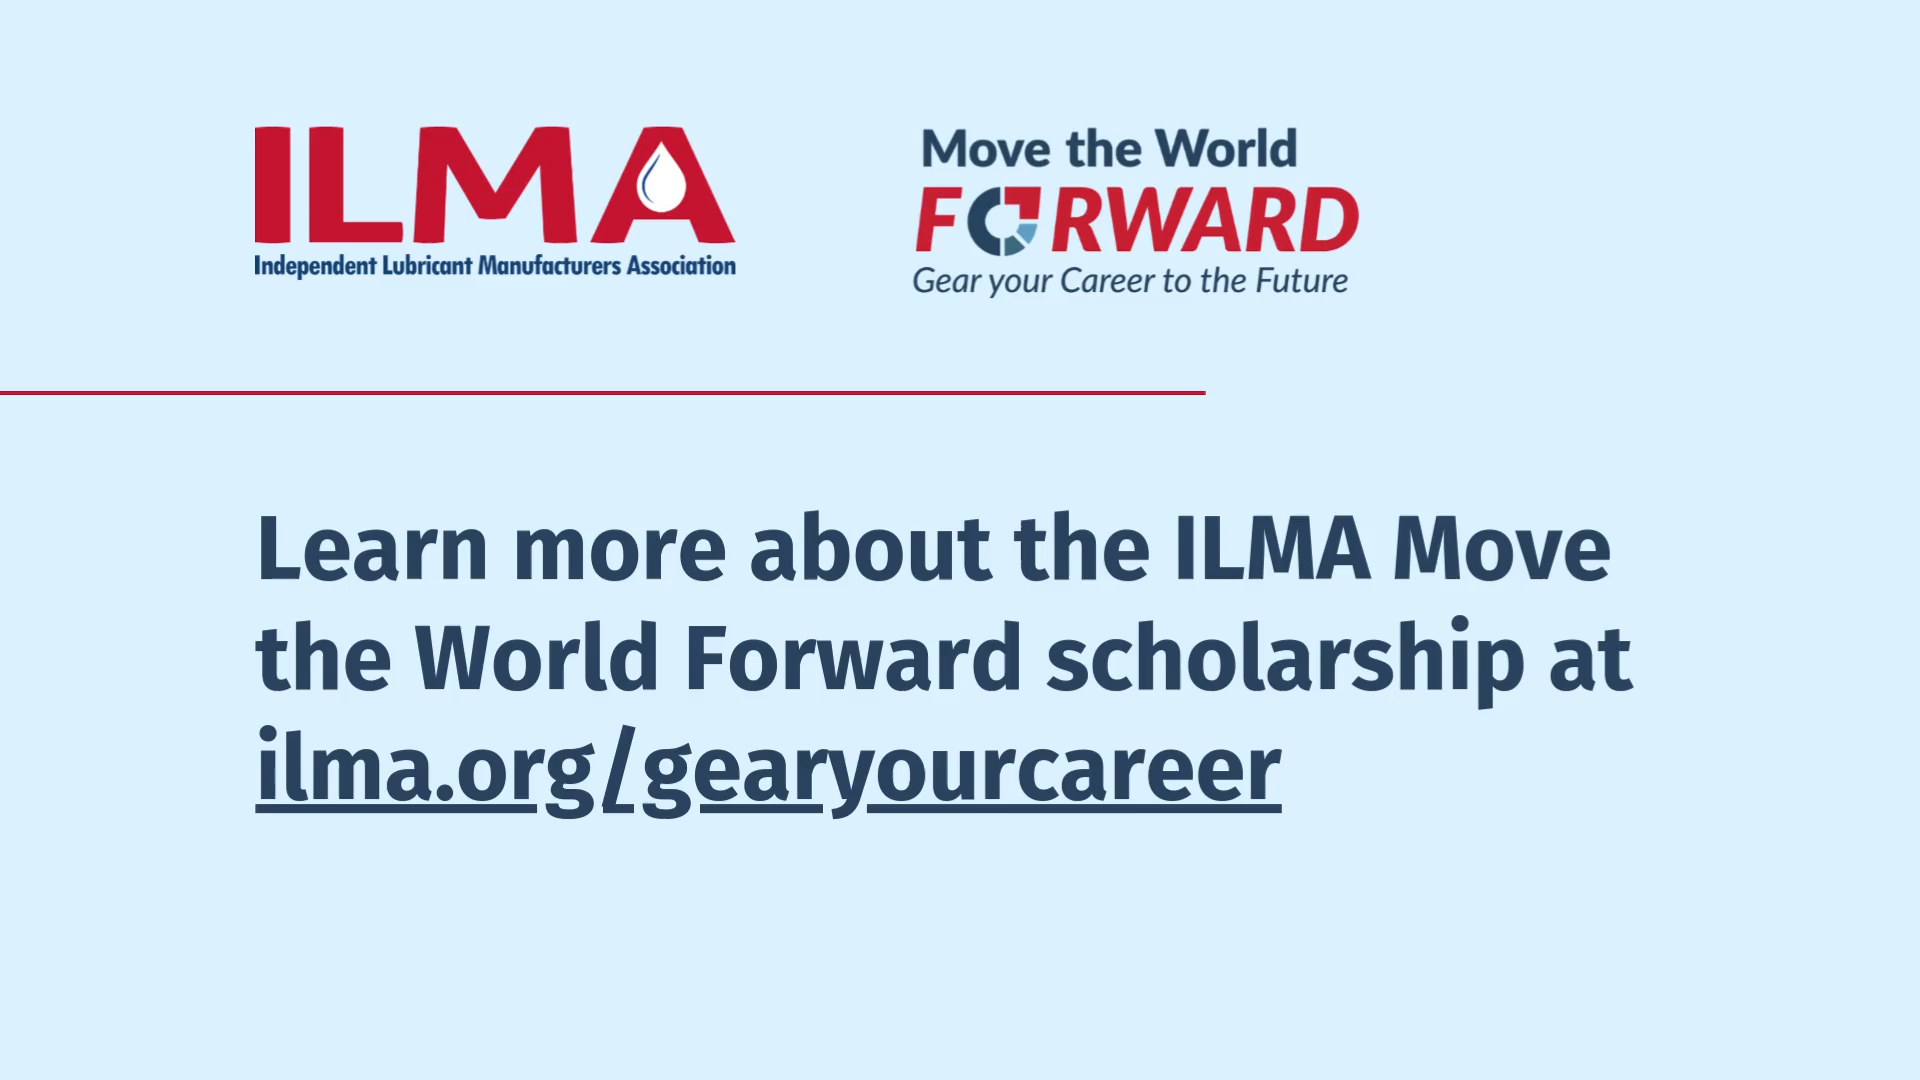 ILMA
Independent Lubricant Manufacturers Association
Move the World
FORWARD
Gear your Career to the Future
Learn more about the ILMA Move
the World Forward scholarship at
ilma.org/gearyourcareer